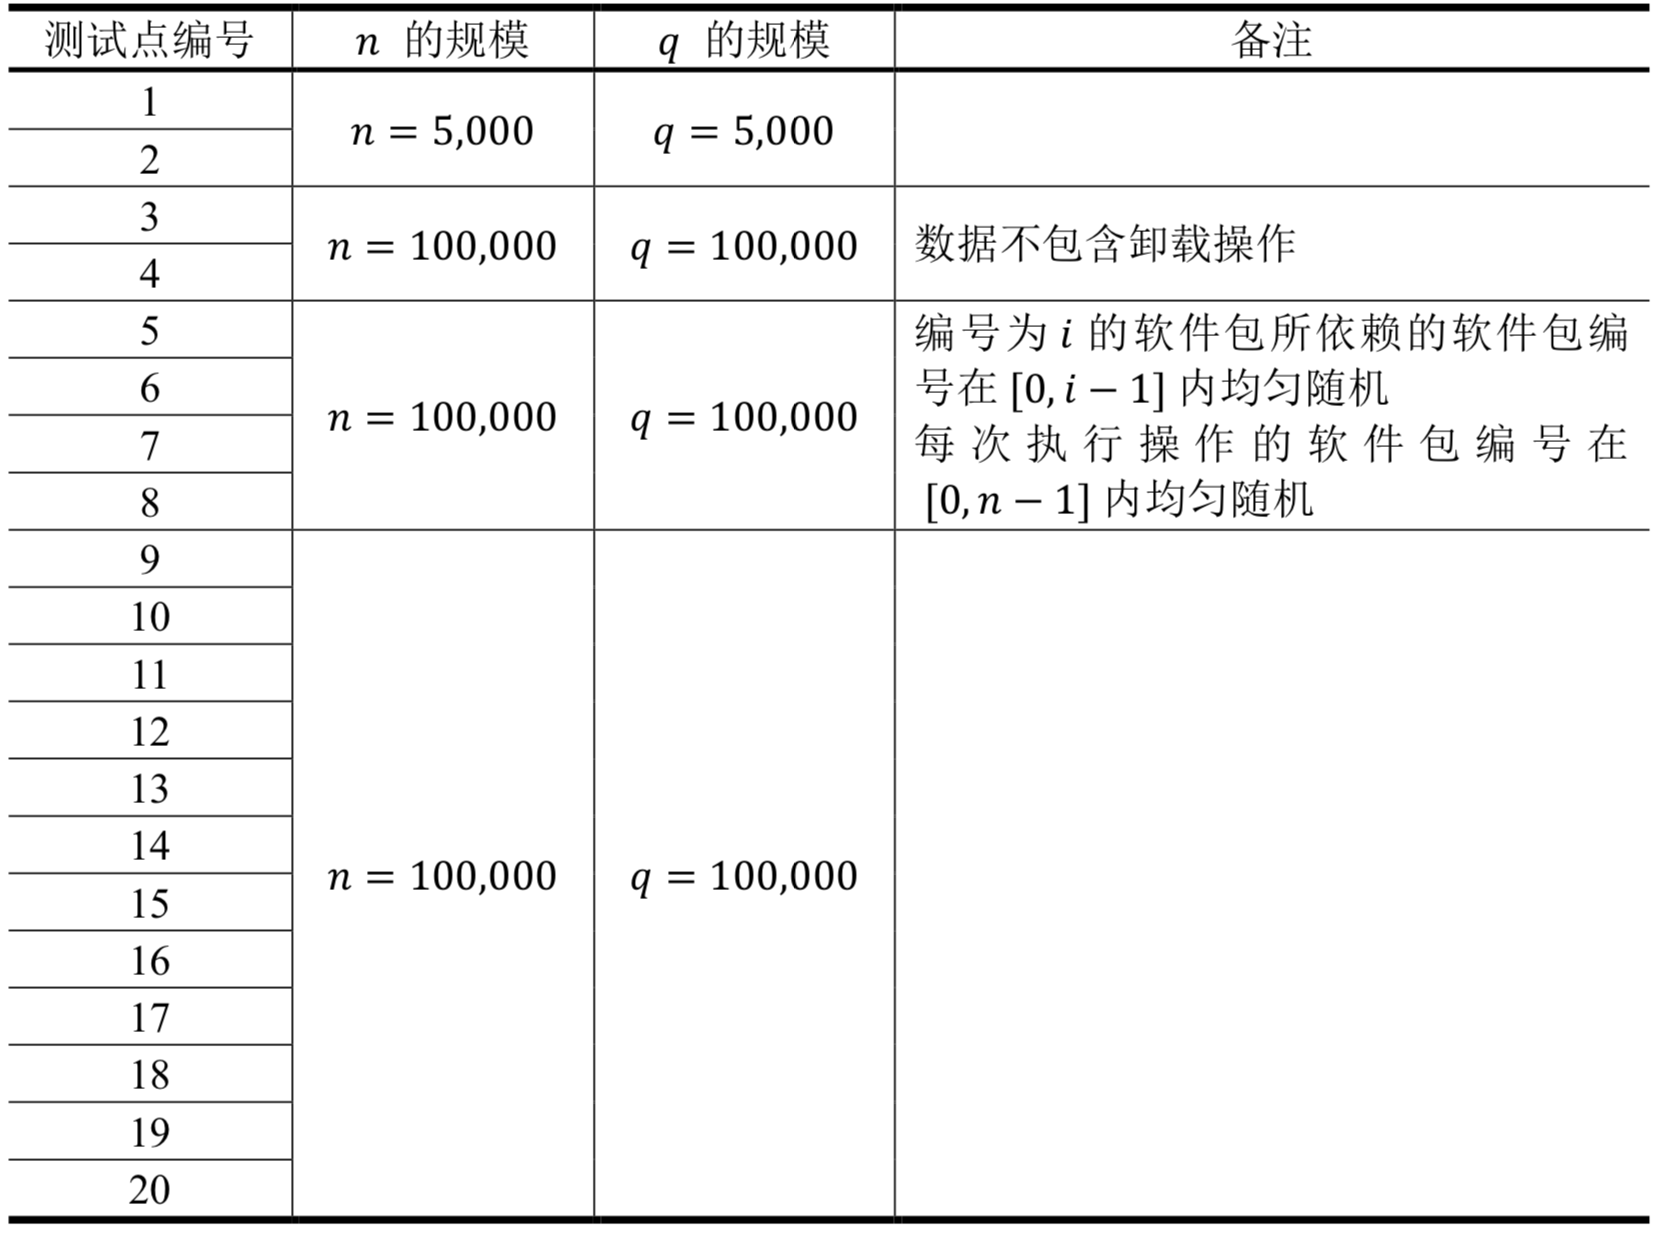 测试点编号 n 的规模 q 的规模 备注
1
2
n = 5,000 q = 5,000
3
4
n = 100,000 q = 100,000 数据不包含卸载操作
5
6
7
8
n = 100,000 q = 100,000
编号为 i 的软件包所依赖的软件包编
号在 [0, i − 1] 内均匀随机
每次执行操作的软件包编号在
[0, n − 1] 内均匀随机
9
10
11
12
13
14
15
16
17
18
19
20
n = 100,000 q = 100,000